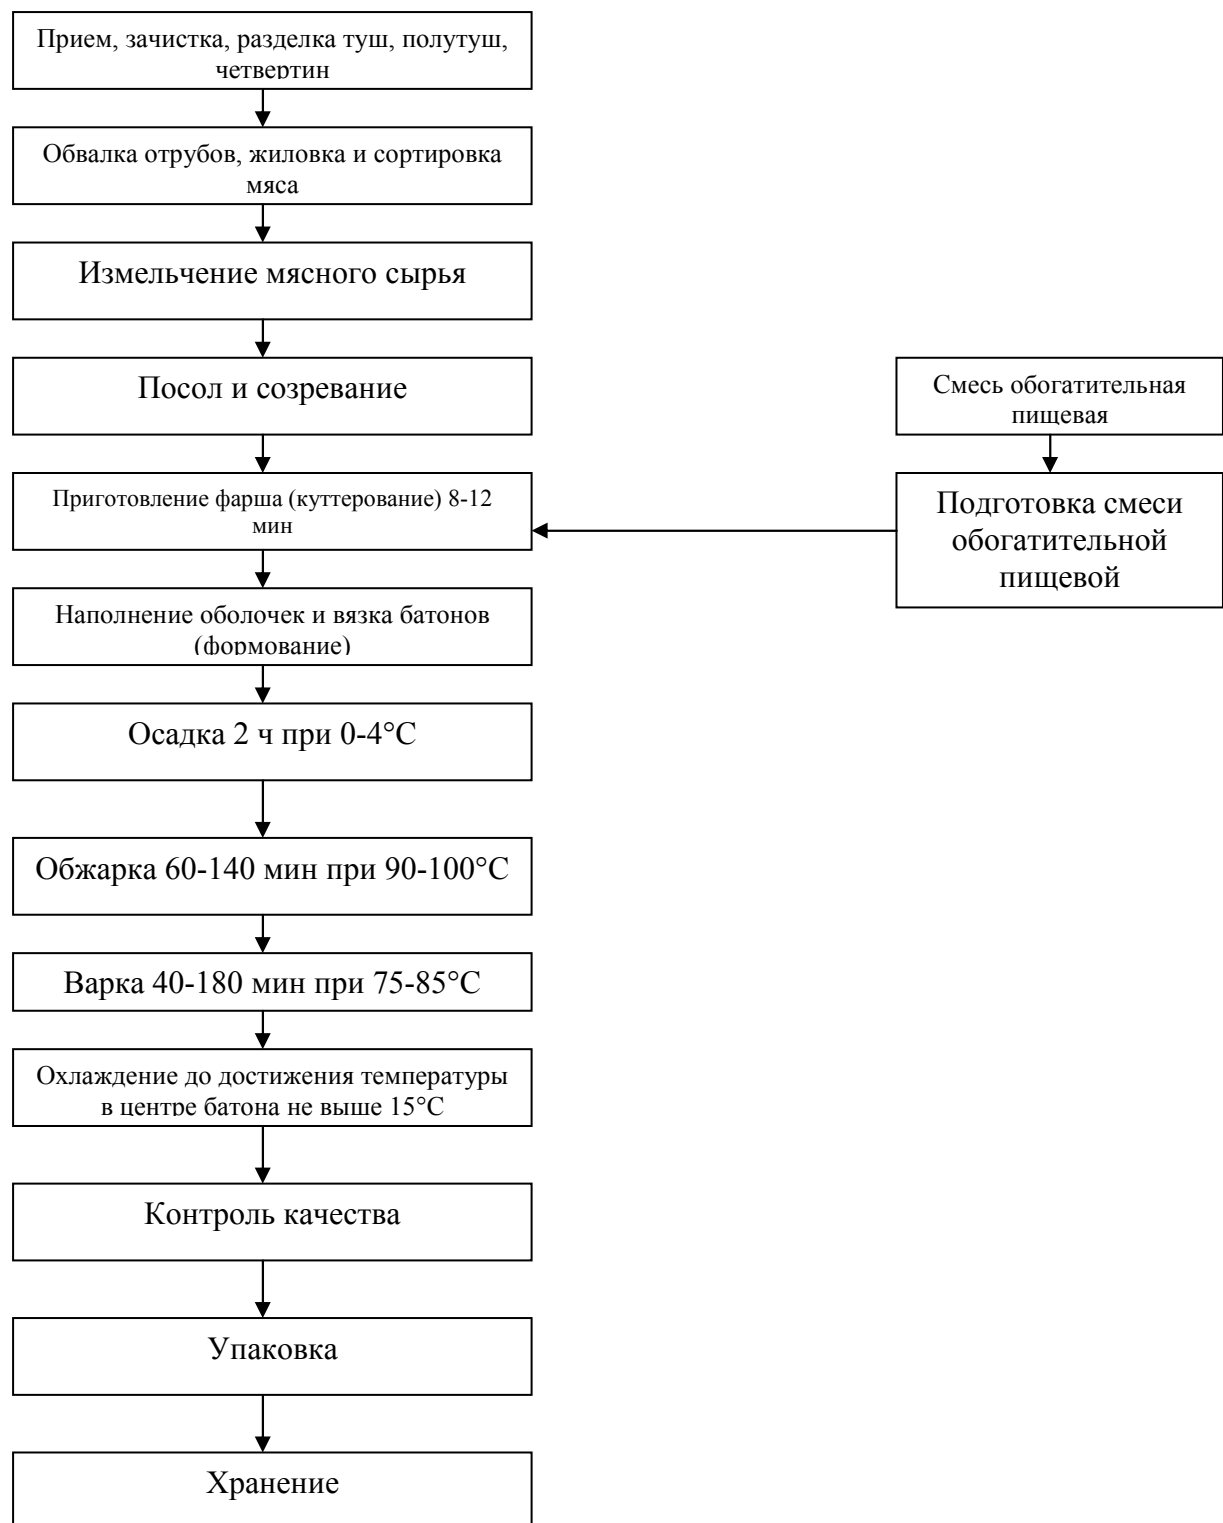 Прием, зачистка, разделка туш, полутуш,
четвертин
Обвалка отрубов, жиловка и сортировка
мяса
Измельчение мясного сырья
Посол и созревание
Смесь обогатительная
пищевая
Приготовление фарша (куттерование) 8-12
мин
Подготовка смеси
обогатительной
пищевой
Наполнение оболочек и вязка батонов
(формование)
Осадка 2 ч при 0-4°С
Обжарка 60-140 мин при 90-100°С
Варка 40-180 мин при 75-85°С
Охлаждение до достижения температуры
в центре батона не выше 15°С
Контроль качества
Упаковка
Хранение